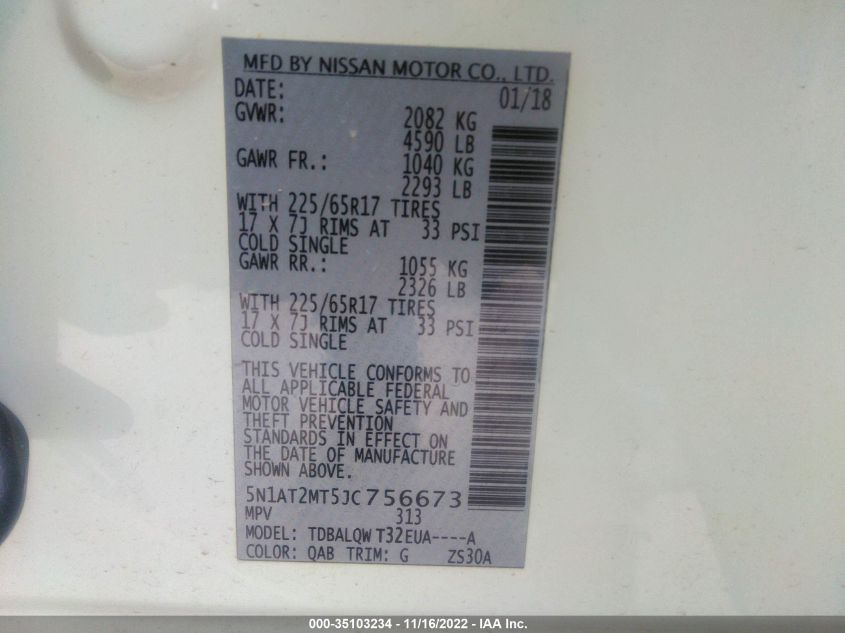 MFD BY NISSAN MOTOR CO., LTD.
DATE: 01/18
GVWR: 2082 KG
4590 LB
GAWR FR.: 1040 KG
2293 LB
WITH 225/65R17 TIRES
17 X 7J RIMS AT 33 PSI
COLD SINGLE
GAWR RR.: 1055 KG
2326 LB
WITH 225/65R17 TIRES
17 X 7J RIMS AT 33 PSI
COLD SINGLE
THIS VEHICLE CONFORMS TO
ALL APPLICABLE FEDERAL
MOTOR VEHICLE SAFETY AND
THEFT PREVENTION
STANDARDS IN EFFECT ON
THE DATE OF MANUFACTURE
SHOWN ABOVE.
5N1AT2MT5JC756673
MPV 313
MODEL: TDBALQW T32EUA----A
COLOR: QAB TRIM: G ZS30A
000-35103234 - 11/16/2022 - IAA Inc.